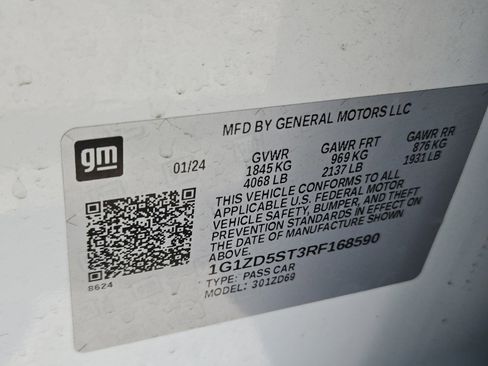 gm
MFD BY GENERAL MOTORS LLC
01/24
GVWR GAWR FRT GAWR RR
1845 KG 969 KG 876 KG
4068 LB 2137 LB 1931 LB
THIS VEHICLE CONFORMS TO ALL
APPLICABLE U.S. FEDERAL MOTOR
VEHICLE SAFETY, BUMPER, AND THEFT
PREVENTION STANDARDS IN EFFECT ON
THE DATE OF MANUFACTURE SHOWN
ABOVE.
1G1ZD5ST3RF168590
TYPE: PASS CAR
MODEL: 301ZD69
8624